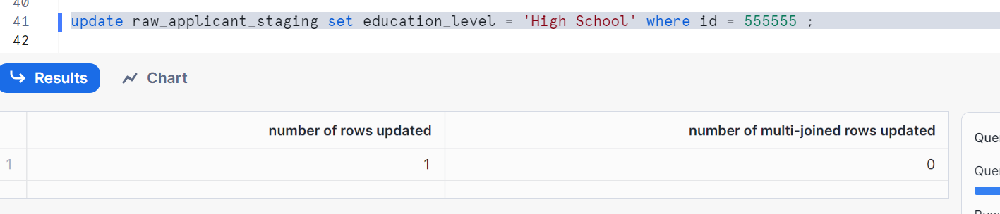 40
41 update raw_applicant_staging set education_level = 'High School' where id = 555555 ;
42
Results Chart
number of rows updated number of multi-joined rows updated
1 1 0